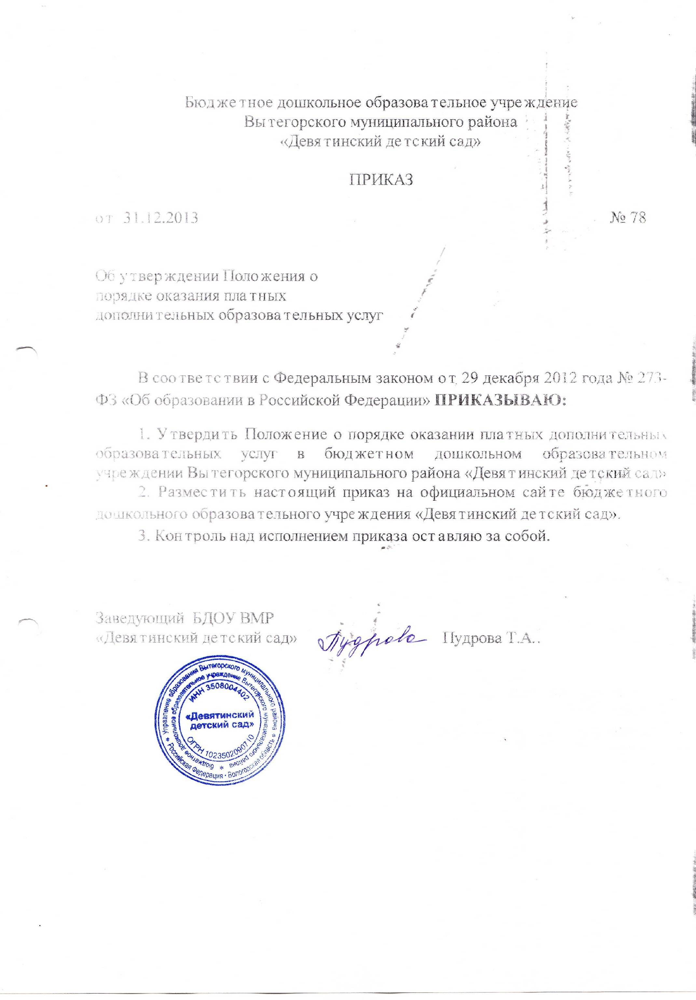 Бюджетное дошкольное образовательное учреждение
Вытегорского муниципального района
«Девятинский детский сад»
ПРИКАЗ
от 31.12.2013 № 78
Об утверждении Положения о
порядке оказания платных
дополнительных образовательных услуг
В соответствии с Федеральным законом от 29 декабря 2012 года № 273-
ФЗ «Об образовании в Российской Федерации» ПРИКАЗЫВАЮ:
1. Утвердить Положение о порядке оказании платных дополнительных
образовательных услуг в бюджетном дошкольном образовательном
учреждении Вытегорского муниципального района «Девятинский детский сад»
2. Разместить настоящий приказ на официальном сайте бюджетного
дошкольного образовательного учреждения «Девятинский детский сад».
3. Контроль над исполнением приказа оставляю за собой.
Заведующий БДОУ ВМР
«Девятинский детский сад» Пудрова Пудрова Т.А..
* Управление образования Вытегорского муниципального района *
Российская Федерация • Вологорская область
бюджетное дошкольное образовательное учреждение Вытегорского муниципального района *
ИНН 3508004402
«Девятинский
детский сад»
ОГРН 1023502090710